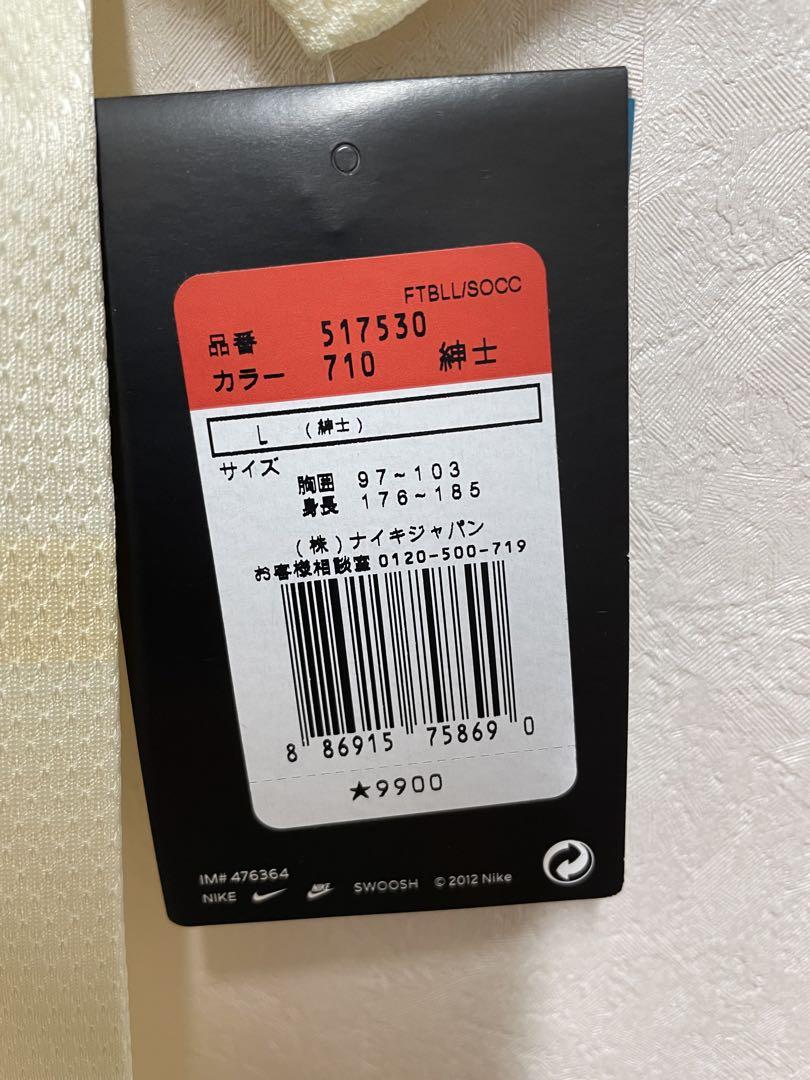 FTBLL/SOCC
品番 517530
カラー 710 紳士
L (紳士)
サイズ
胸囲 97~103
身長 176~185
(株)ナイキジャパン
お客様相談室 0120-500-719
8 86915 75869 0
★9900
IM# 476364
NIKE NIKE SWOOSH © 2012 Nike